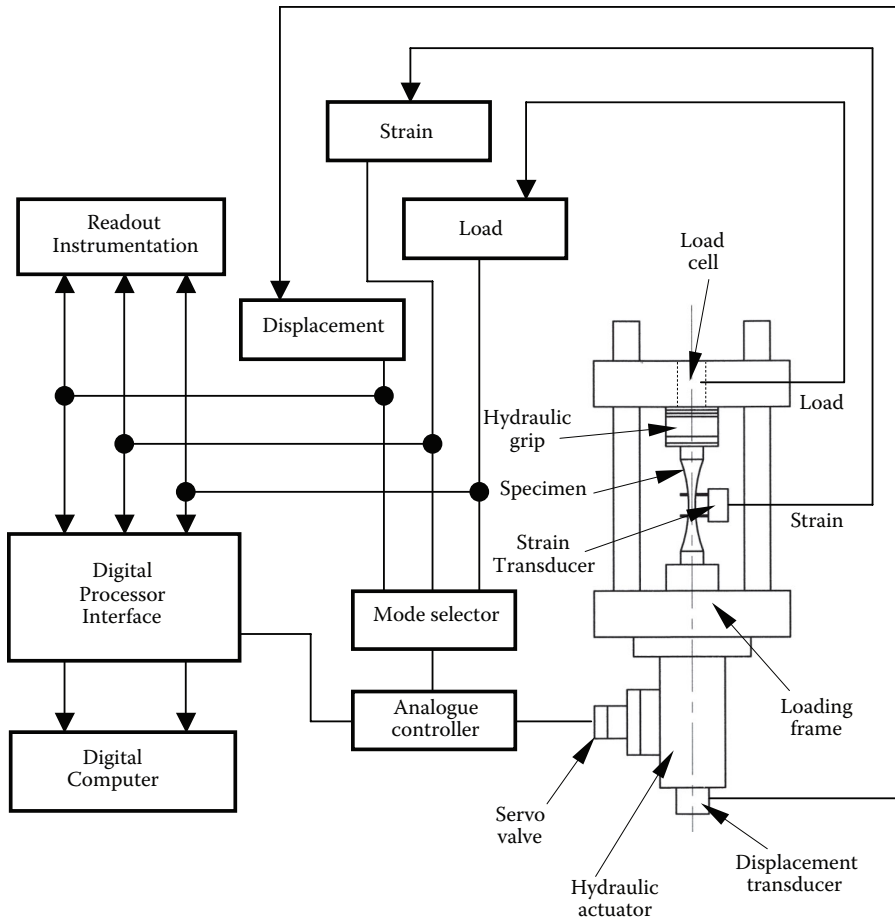 Strain
Readout
Instrumentation
Load
Load
cell
Displacement
Load
Hydraulic
grip
Specimen
Strain
Strain
Transducer
Digital
Processor
Interface
Mode selector
Analogue
controller
Loading
frame
Digital
Computer
Servo
valve
Displacement
transducer
Hydraulic
actuator